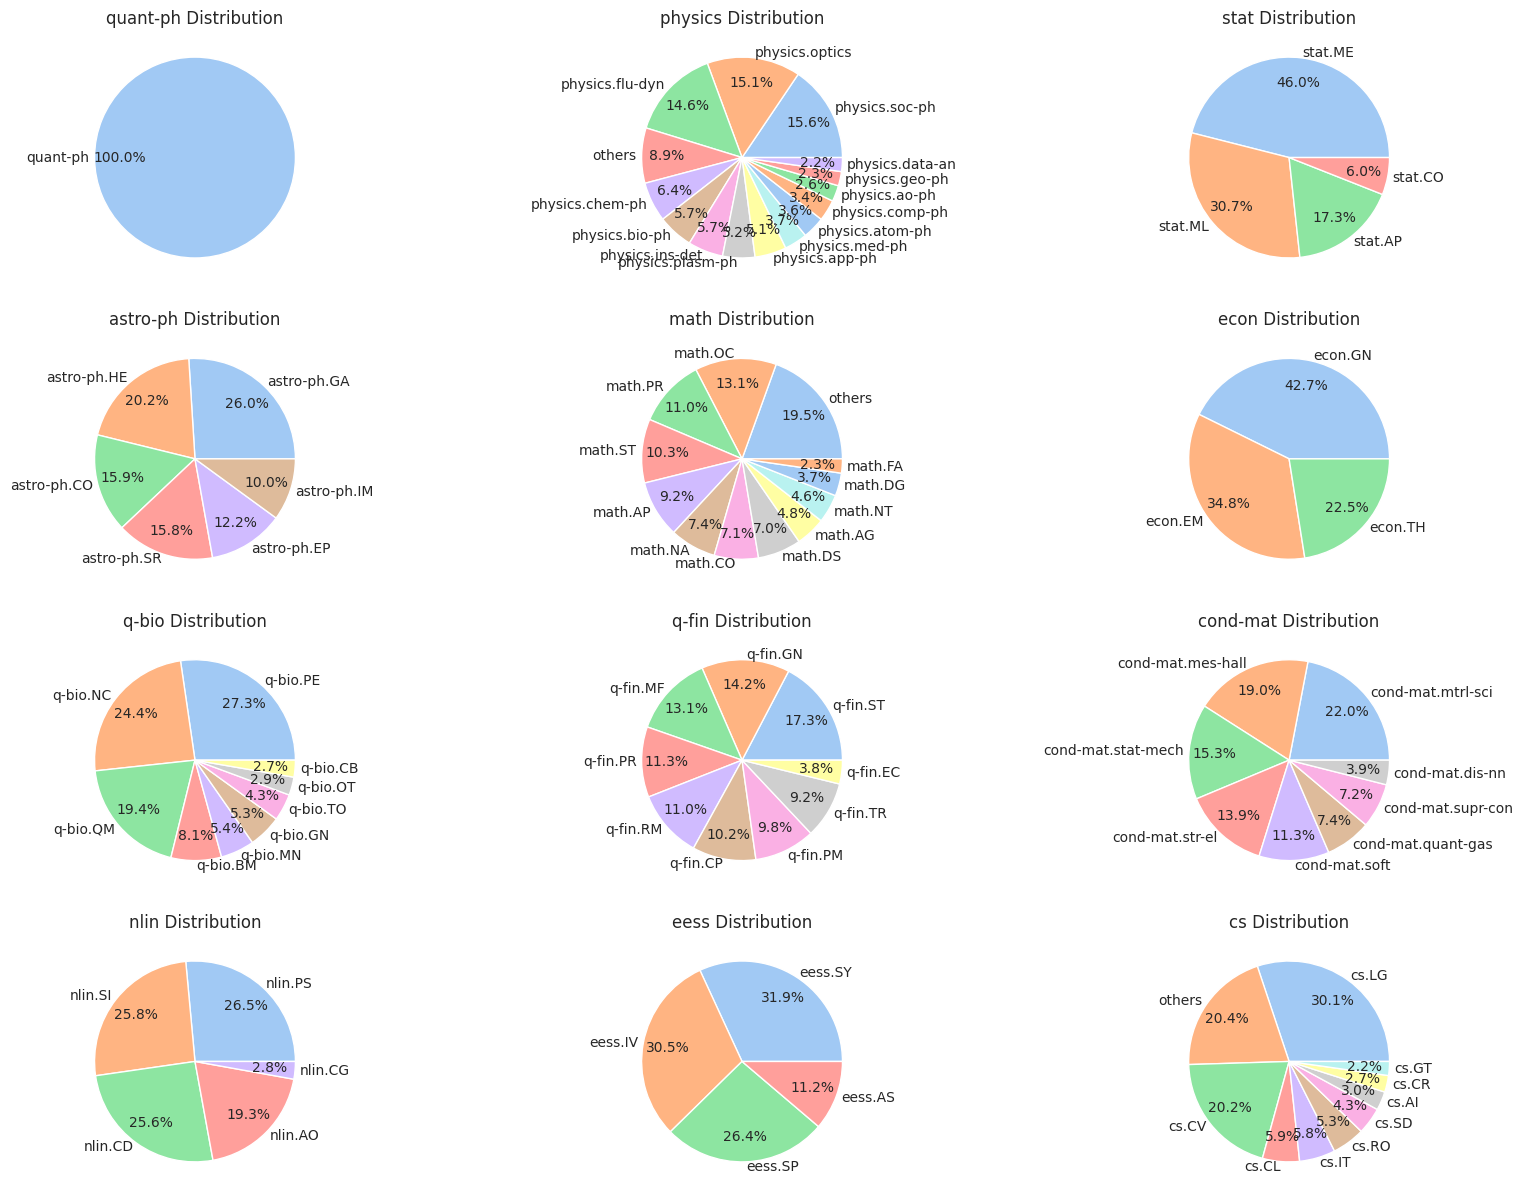 quant-ph Distribution
quant-ph
100.0%
physics Distribution
physics.soc-ph
15.6%
physics.optics
15.1%
physics.flu-dyn
14.6%
others
8.9%
physics.chem-ph
6.4%
physics.bio-ph
5.7%
physics.ins-det
5.7%
physics.plasm-ph
5.2%
physics.app-ph
5.1%
physics.med-ph
3.7%
physics.atom-ph
3.6%
physics.comp-ph
3.4%
physics.ao-ph
2.6%
physics.geo-ph
2.3%
physics.data-an
2.2%
stat Distribution
stat.ME
46.0%
stat.ML
30.7%
stat.AP
17.3%
stat.CO
6.0%
astro-ph Distribution
astro-ph.GA
26.0%
astro-ph.HE
20.2%
astro-ph.CO
15.9%
astro-ph.SR
15.8%
astro-ph.EP
12.2%
astro-ph.IM
10.0%
math Distribution
others
19.5%
math.OC
13.1%
math.PR
11.0%
math.ST
10.3%
math.AP
9.2%
math.NA
7.4%
math.CO
7.1%
math.DS
7.0%
math.AG
4.8%
math.NT
4.6%
math.DG
3.7%
math.FA
2.3%
econ Distribution
econ.GN
42.7%
econ.EM
34.8%
econ.TH
22.5%
q-bio Distribution
q-bio.PE
27.3%
q-bio.NC
24.4%
q-bio.QM
19.4%
q-bio.BM
8.1%
q-bio.MN
5.4%
q-bio.GN
5.3%
q-bio.TO
4.3%
q-bio.OT
2.9%
q-bio.CB
2.7%
q-fin Distribution
q-fin.ST
17.3%
q-fin.GN
14.2%
q-fin.MF
13.1%
q-fin.PR
11.3%
q-fin.RM
11.0%
q-fin.CP
10.2%
q-fin.PM
9.8%
q-fin.TR
9.2%
q-fin.EC
3.8%
cond-mat Distribution
cond-mat.mtrl-sci
22.0%
cond-mat.mes-hall
19.0%
cond-mat.stat-mech
15.3%
cond-mat.str-el
13.9%
cond-mat.soft
11.3%
cond-mat.quant-gas
7.4%
cond-mat.supr-con
7.2%
cond-mat.dis-nn
3.9%
nlin Distribution
nlin.PS
26.5%
nlin.SI
25.8%
nlin.CD
25.6%
nlin.AO
19.3%
nlin.CG
2.8%
eess Distribution
eess.SY
31.9%
eess.IV
30.5%
eess.SP
26.4%
eess.AS
11.2%
cs Distribution
cs.LG
30.1%
others
20.4%
cs.CV
20.2%
cs.CL
5.9%
cs.IT
5.8%
cs.RO
5.3%
cs.SD
4.3%
cs.AI
3.0%
cs.CR
2.7%
cs.GT
2.2%